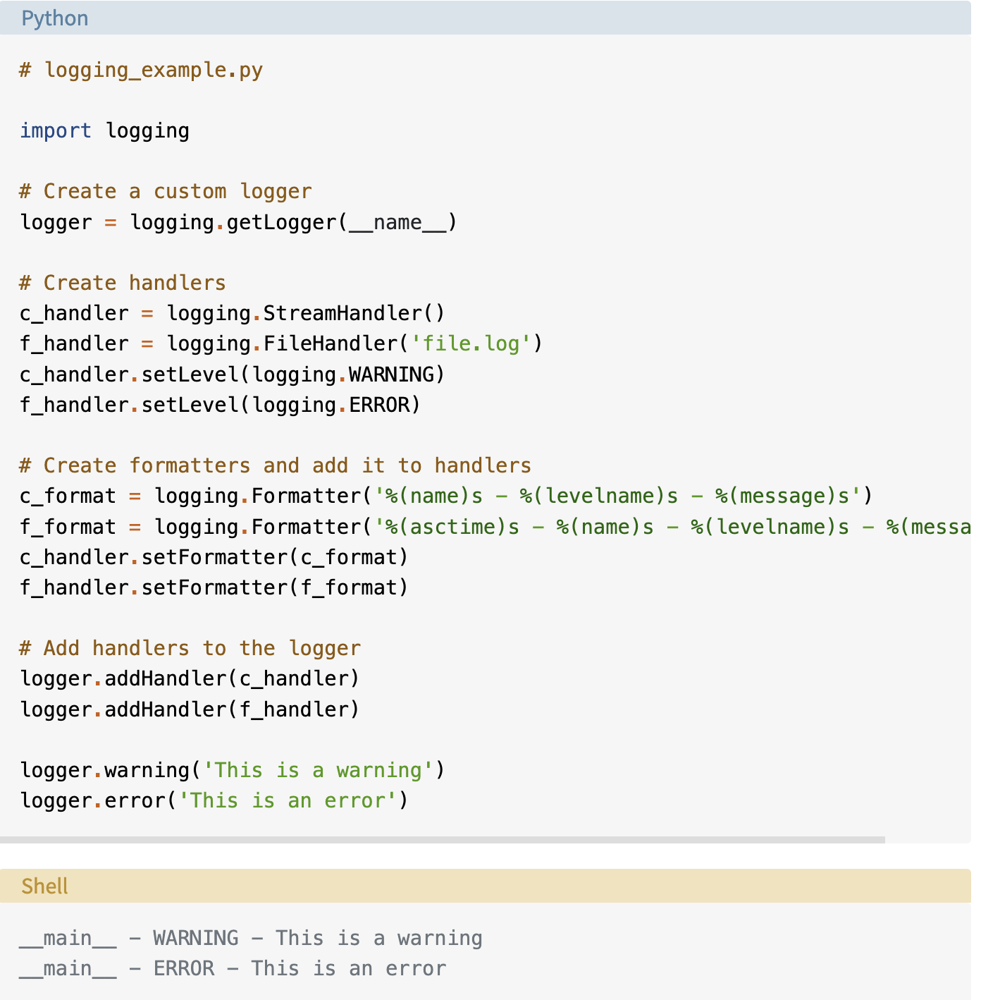 Python
# logging_example.py
import logging
# Create a custom logger
logger = logging.getLogger(__name__)
# Create handlers
c_handler = logging.StreamHandler()
f_handler = logging.FileHandler('file.log')
c_handler.setLevel(logging.WARNING)
f_handler.setLevel(logging.ERROR)
# Create formatters and add it to handlers
c_format = logging.Formatter('%(name)s - %(levelname)s - %(message)s')
f_format = logging.Formatter('%(asctime)s - %(name)s - %(levelname)s - %(messa
c_handler.setFormatter(c_format)
f_handler.setFormatter(f_format)
# Add handlers to the logger
logger.addHandler(c_handler)
logger.addHandler(f_handler)
logger.warning('This is a warning')
logger.error('This is an error')
Shell
__main__ - WARNING - This is a warning
__main__ - ERROR - This is an error